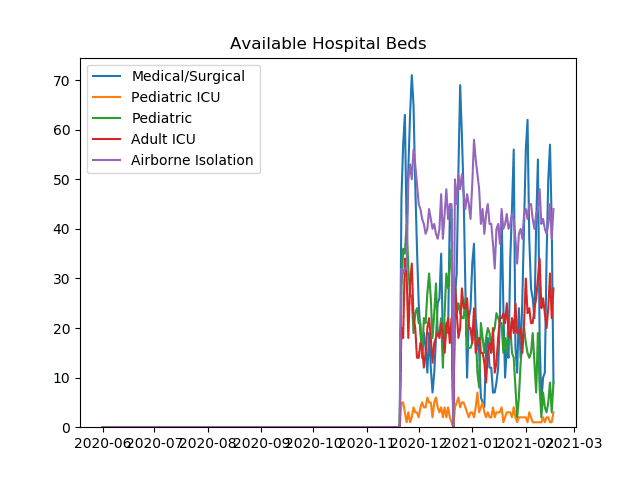 Available Hospital Beds
70
60
50
40
30
20
10
0
Medical/Surgical
Pediatric ICU
Pediatric
Adult ICU
Airborne Isolation
2020-06 2020-07 2020-08 2020-09 2020-10 2020-11 2020-12 2021-01 2021-02 2021-03